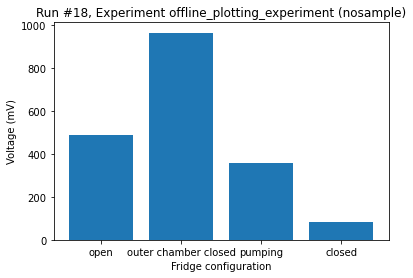 Run #18, Experiment offline_plotting_experiment (nosample)
1000
800
600
400
200
0
Voltage (mV)
open outer chamber closed pumping closed
Fridge configuration